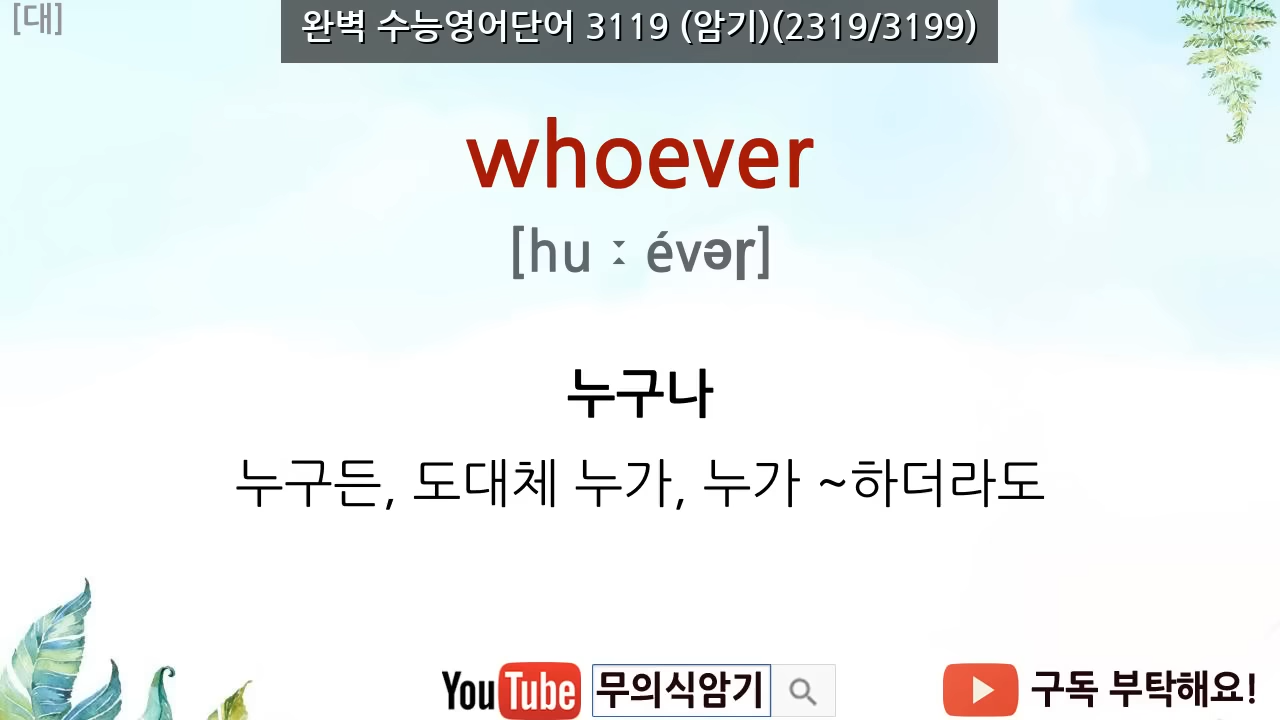 [대]
완벽 수능영어단어 3119 (암기)(2319/3199)
whoever
[huːévəɽ]
누구나
누구든, 도대체 누가, 누가 ~하더라도
YouTube 무의식암기
구독 부탁해요!